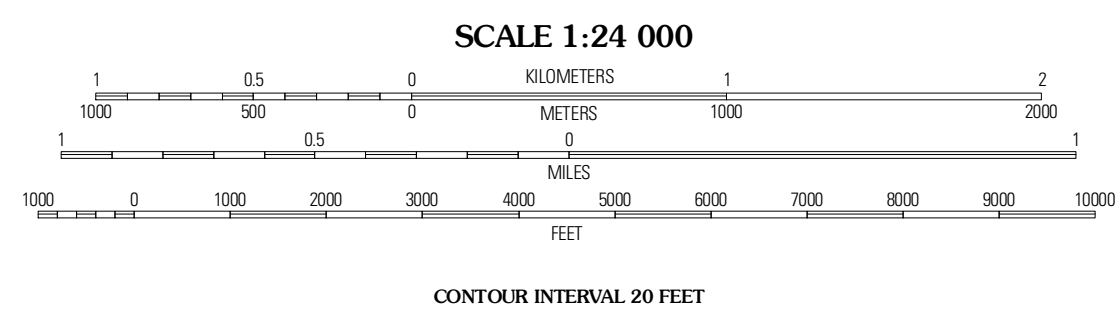 SCALE 1:24 000
1 0.5 0 KILOMETERS 1 2
1000 500 0 METERS 1000 2000
1 0.5 0 1
MILES
1000 0 1000 2000 3000 4000 5000 6000 7000 8000 9000 10000
FEET
CONTOUR INTERVAL 20 FEET